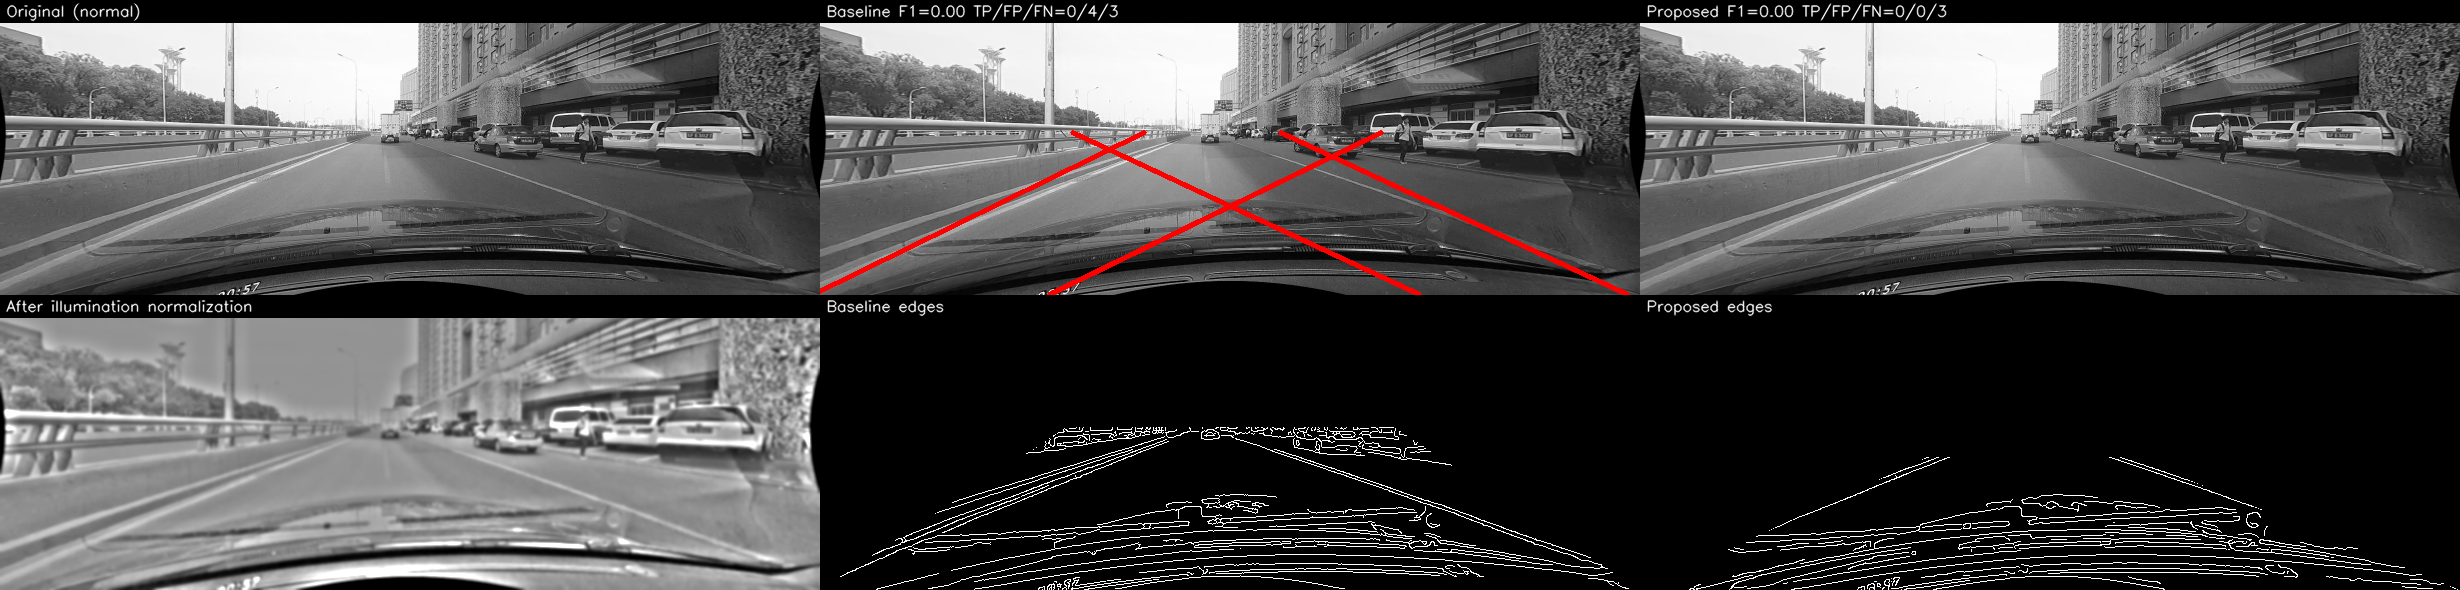 Original (normal)
Baseline F1=0.00 TP/FP/FN=0/4/3
Proposed F1=0.00 TP/FP/FN=0/0/3
After illumination normalization
Baseline edges
Proposed edges